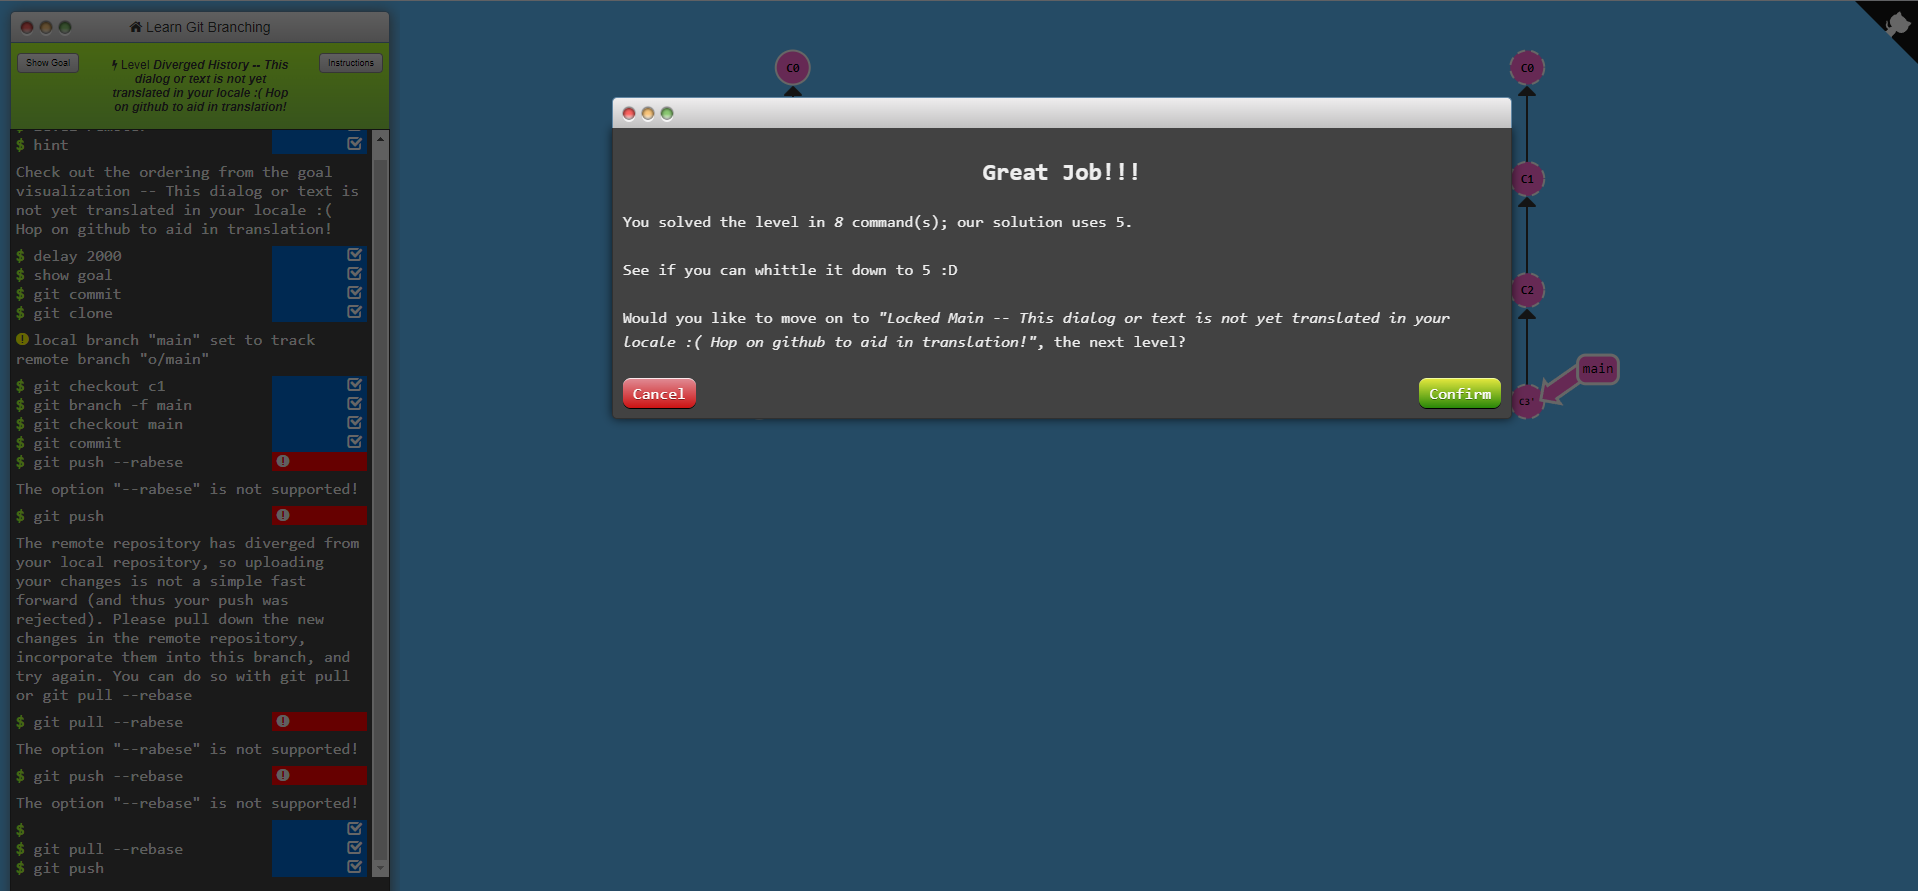 Learn Git Branching
Show Goal
Level Diverged History -- This
dialog or text is not yet
translated in your locale :( Hop
on github to aid in translation!
Instructions
$ hint
Check out the ordering from the goal
visualization -- This dialog or text is
not yet translated in your locale :(
Hop on github to aid in translation!
$ delay 2000
$ show goal
$ git commit
$ git clone
local branch "main" set to track
remote branch "o/main"
$ git checkout c1
$ git branch -f main
$ git checkout main
$ git commit
$ git push --rabese
The option "--rabese" is not supported!
$ git push
The remote repository has diverged from
your local repository, so uploading
your changes is not a simple fast
forward (and thus your push was
rejected). Please pull down the new
changes in the remote repository,
incorporate them into this branch, and
try again. You can do so with git pull
or git pull --rebase
$ git pull --rabese
The option "--rabese" is not supported!
$ git push --rebase
The option "--rebase" is not supported!
$
$ git pull --rebase
$ git push
C0
Great Job!!!
You solved the level in 8 command(s); our solution uses 5.
See if you can whittle it down to 5 :D
Would you like to move on to "Locked Main -- This dialog or text is not yet translated in your
locale :( Hop on github to aid in translation!", the next level?
Cancel
Confirm
C0
C1
C2
C3'
main